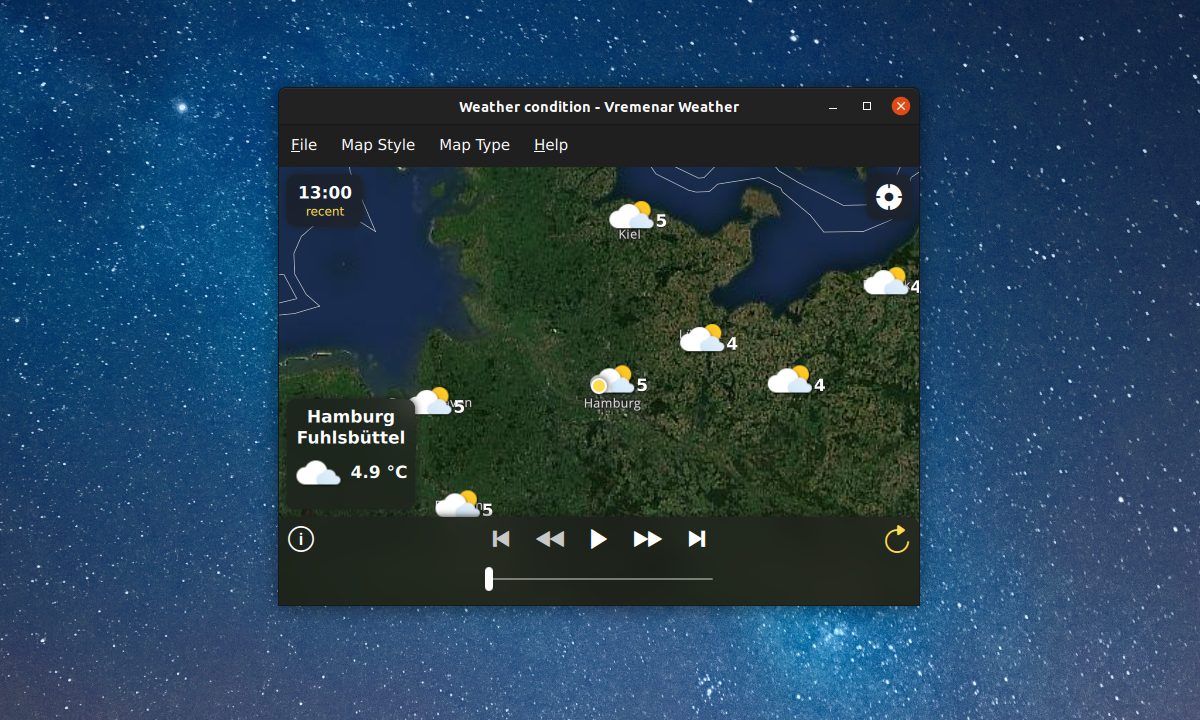 Weather condition - Vremenar Weather
File Map Style Map Type Help
13:00
recent
5
Kiel
4
4
5
Hamburg
4
5
Hamburg
Fuhlsbüttel
4.9 °C
5
i